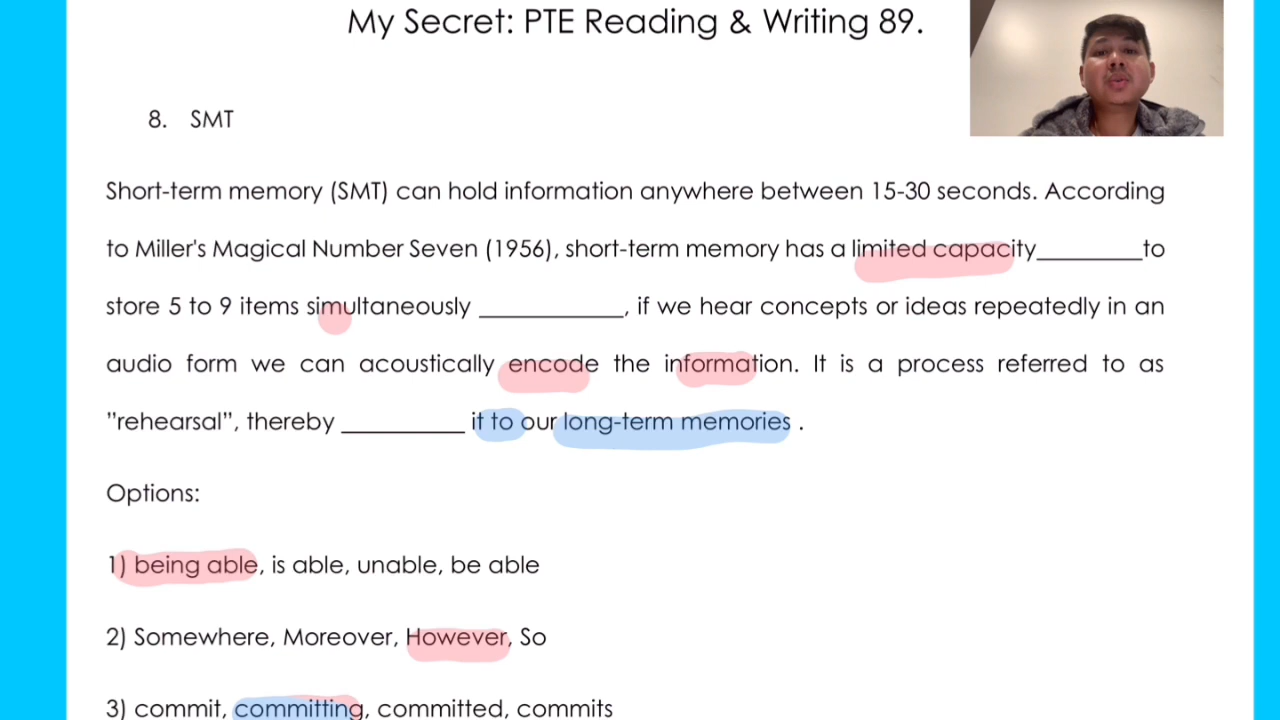 My Secret: PTE Reading & Writing 89.
8. SMT
Short-term memory (SMT) can hold information anywhere between 15-30 seconds. According
to Miller's Magical Number Seven (1956), short-term memory has a limited capacity________to
store 5 to 9 items simultaneously ___________, if we hear concepts or ideas repeatedly in an
audio form we can acoustically encode the information. It is a process referred to as
"rehearsal", thereby _________ it to our long-term memories .
Options:
1) being able, is able, unable, be able
2) Somewhere, Moreover, However, So
3) commit, committing, committed, commits